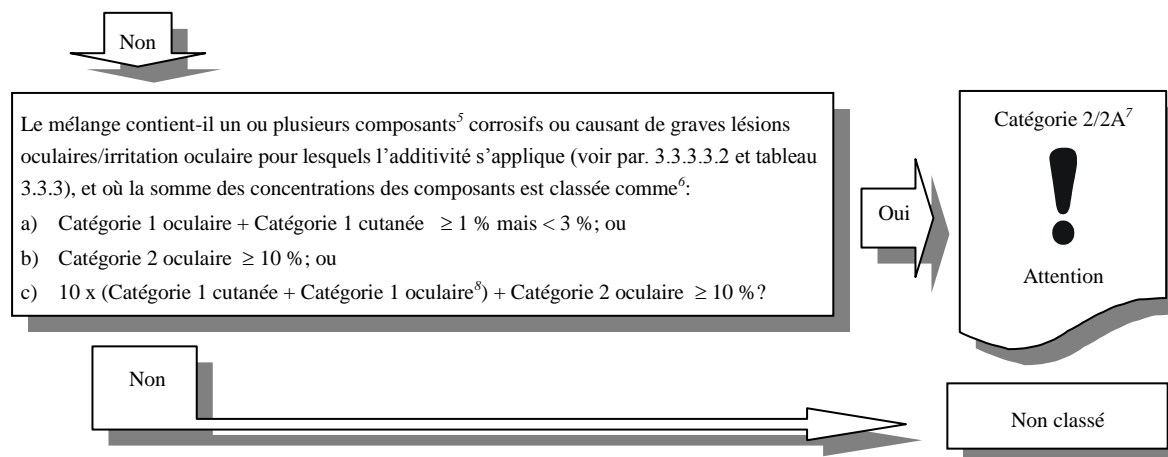 Non
Le mélange contient-il un ou plusieurs composants⁵ corrosifs ou causant de graves lésions
oculaires/irritation oculaire pour lesquels l’additivité s’applique (voir par. 3.3.3.3.2 et tableau
3.3.3), et où la somme des concentrations des composants est classée comme⁶:
a) Catégorie 1 oculaire + Catégorie 1 cutanée ≥ 1 % mais < 3 %; ou
b) Catégorie 2 oculaire ≥ 10 %; ou
c) 10 x (Catégorie 1 cutanée + Catégorie 1 oculaire⁸) + Catégorie 2 oculaire ≥ 10 %?
Oui
Catégorie 2/2A⁷
!
Attention
Non
Non classé